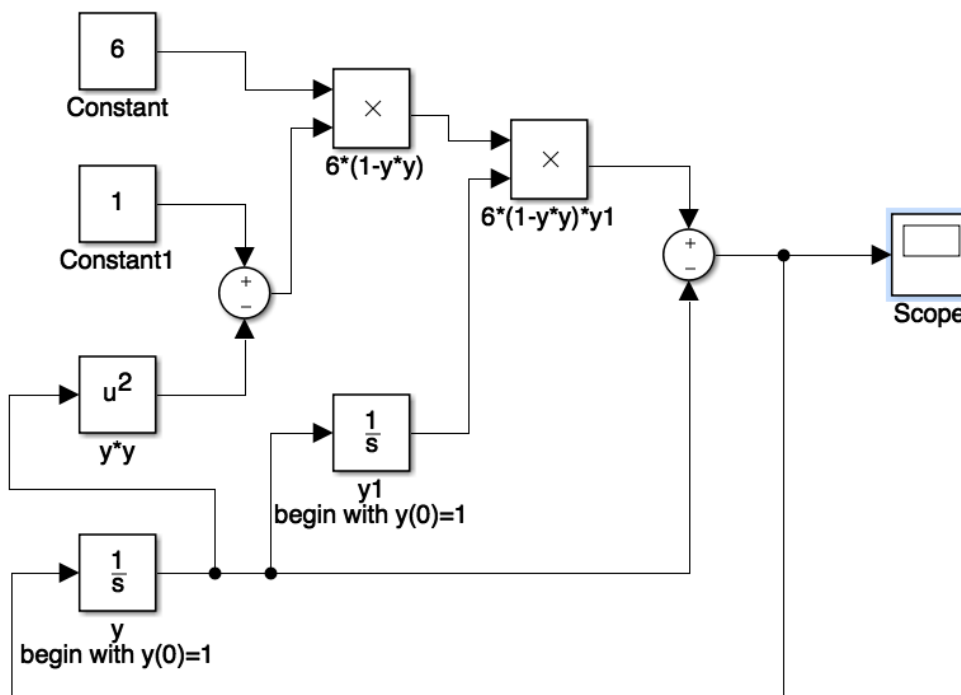 6
Constant
×
6*(1-y*y)
×
6*(1-y*y)*y1
1
Constant1
+
−
+
−
Scope
u²
y*y
1
s
y1
begin with y(0)=1
1
s
y
begin with y(0)=1